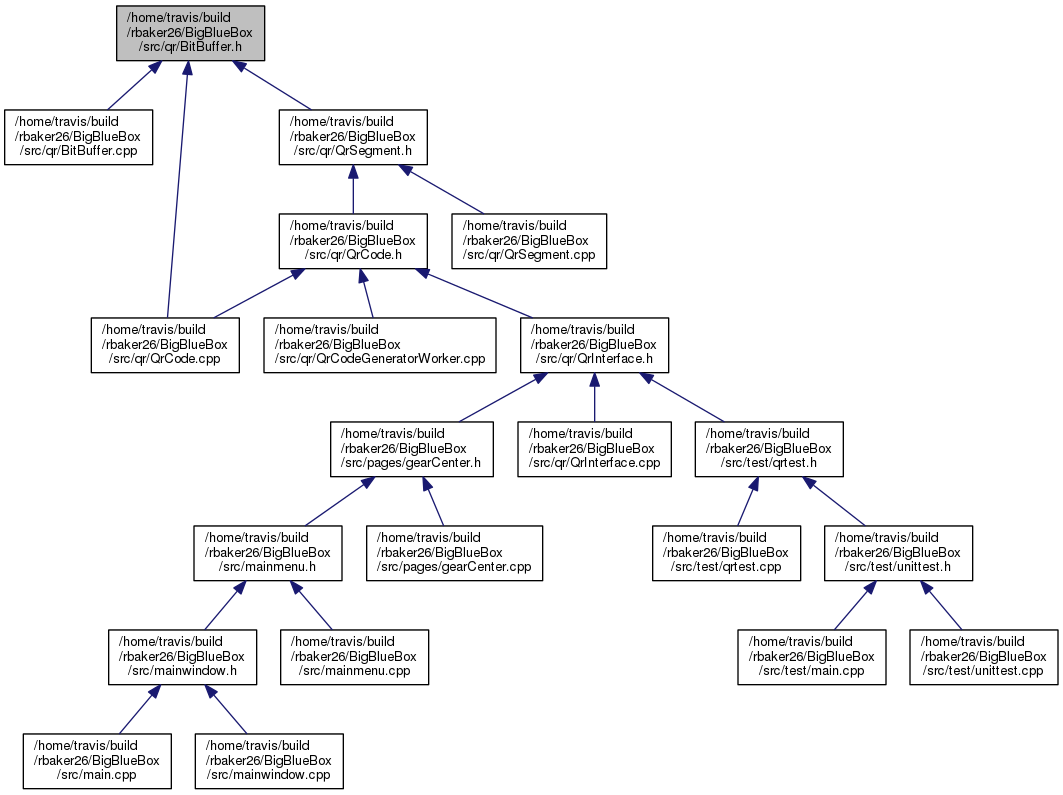 /home/travis/build
/rbaker26/BigBlueBox
/src/qr/BitBuffer.h
/home/travis/build
/rbaker26/BigBlueBox
/src/qr/BitBuffer.cpp
/home/travis/build
/rbaker26/BigBlueBox
/src/qr/QrSegment.h
/home/travis/build
/rbaker26/BigBlueBox
/src/qr/QrCode.h
/home/travis/build
/rbaker26/BigBlueBox
/src/qr/QrSegment.cpp
/home/travis/build
/rbaker26/BigBlueBox
/src/qr/QrCode.cpp
/home/travis/build
/rbaker26/BigBlueBox
/src/qr/QrCodeGeneratorWorker.cpp
/home/travis/build
/rbaker26/BigBlueBox
/src/qr/QrInterface.h
/home/travis/build
/rbaker26/BigBlueBox
/src/pages/gearCenter.h
/home/travis/build
/rbaker26/BigBlueBox
/src/qr/QrInterface.cpp
/home/travis/build
/rbaker26/BigBlueBox
/src/test/qrtest.h
/home/travis/build
/rbaker26/BigBlueBox
/src/mainmenu.h
/home/travis/build
/rbaker26/BigBlueBox
/src/pages/gearCenter.cpp
/home/travis/build
/rbaker26/BigBlueBox
/src/test/qrtest.cpp
/home/travis/build
/rbaker26/BigBlueBox
/src/test/unittest.h
/home/travis/build
/rbaker26/BigBlueBox
/src/mainwindow.h
/home/travis/build
/rbaker26/BigBlueBox
/src/mainmenu.cpp
/home/travis/build
/rbaker26/BigBlueBox
/src/test/main.cpp
/home/travis/build
/rbaker26/BigBlueBox
/src/test/unittest.cpp
/home/travis/build
/rbaker26/BigBlueBox
/src/main.cpp
/home/travis/build
/rbaker26/BigBlueBox
/src/mainwindow.cpp